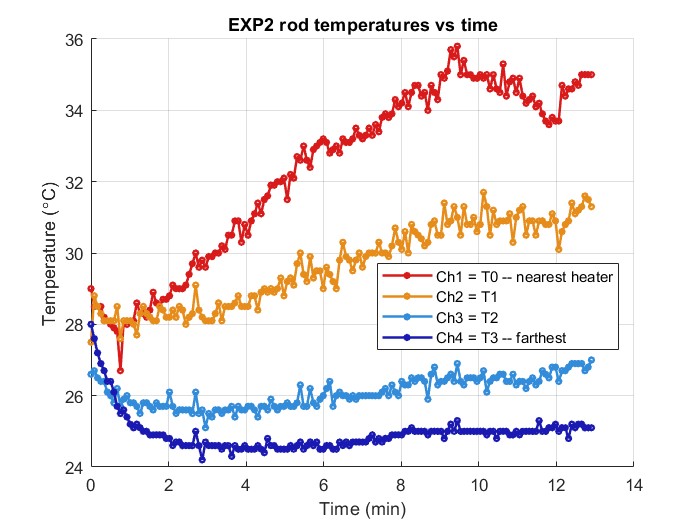 EXP2 rod temperatures vs time
36
34
32
30
28
26
24
Temperature (°C)
Ch1 = T0 -- nearest heater
Ch2 = T1
Ch3 = T2
Ch4 = T3 -- farthest
0 2 4 6 8 10 12 14
Time (min)